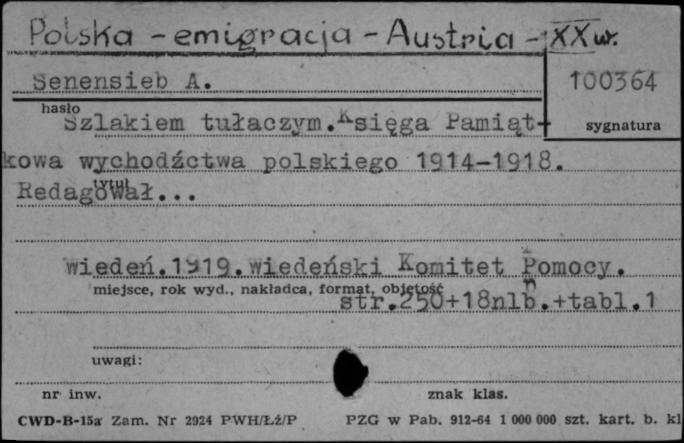 Polska - emigracja - Austria - XX w.
Senensieb A.
100364
hasło
Szlakiem tułaczym. Księga Pamiąt-
sygnatura
kowa wychodźctwa polskiego 1914-1918.
tytuł
Redagował...
Wiedeń. 1919. Wiedeński Komitet Pomocy.
miejsce, rok wyd., nakładca, format, objętość
str. 250+18nlb.+tabl.1
uwagi:
nr inw.
znak klas.
CWD-B-15a Zam. Nr 2924 PWH/Łź/P
PZG w Pab. 912-64 1 000 000 szt. kart. b. kl